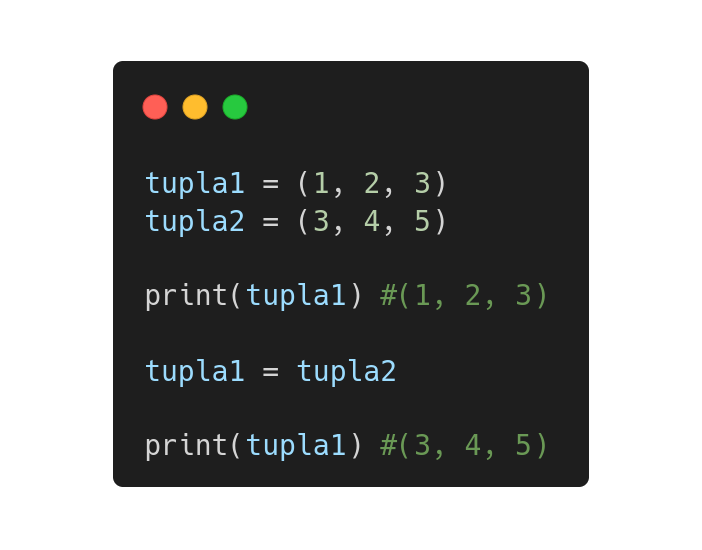 tupla1 = (1, 2, 3)
tupla2 = (3, 4, 5)
print(tupla1) #(1, 2, 3)
tupla1 = tupla2
print(tupla1) #(3, 4, 5)